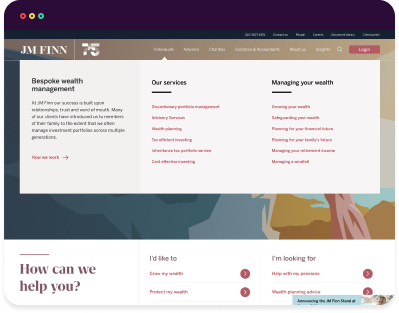 020 7600 1660 Contact us People Careers Document library Client portal
JM FINN 75
Individuals Advisers Charities Solicitors & Accountants About us Insights Login
Bespoke wealth
management
At JM Finn our success is built upon
relationships, trust and word of mouth. Many
of our clients have introduced us to members
of their family to the extent that we often
manage investment portfolios across multiple
generations.
How we work
Our services
Discretionary portfolio management
Advisory Services
Wealth planning
Tax efficient investing
Inheritance tax portfolio service
Cost effective investing
Managing your wealth
Growing your wealth
Safeguarding your wealth
Planning for your financial future
Planning for your family's future
Managing your retirement income
Managing a windfall
How can we
help you?
I'd like to
Grow my wealth
Protect my wealth
I'm looking for
Help with my pensions
Wealth planning advice
Announcing the JM Finn Stand at